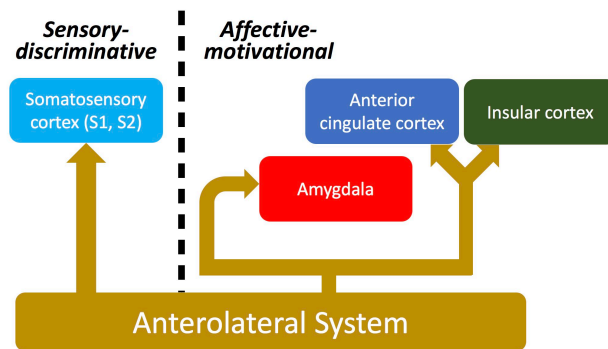 Sensory-
discriminative
Affective-
motivational
Somatosensory
cortex (S1, S2)
Anterior
cingulate cortex
Insular cortex
Amygdala
Anterolateral System